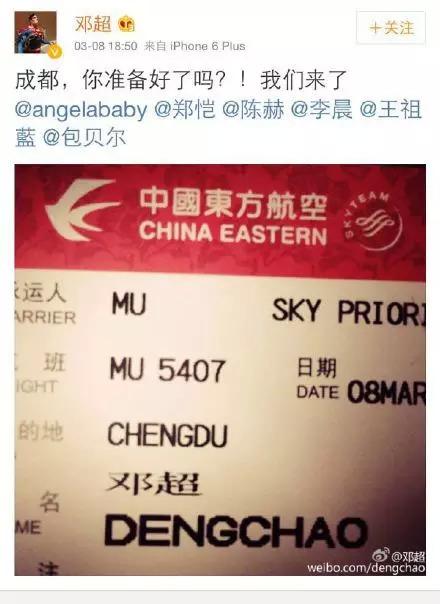 邓超
03-08 18:50 来自 iPhone 6 Plus
+关注
成都，你准备好了吗？！我们来了
@angelababy @郑恺 @陈赫 @李晨 @王祖
藍 @包贝尔
中國東方航空
CHINA EASTERN
SKYTEAM
运人 MU SKY PRIORI
ARRIER
班 MU 5407 日期
IGHT DATE 08MAR
的地 CHENGDU
邓超
名
ME DENGCHAO
注
@邓超
weibo.com/dengchao